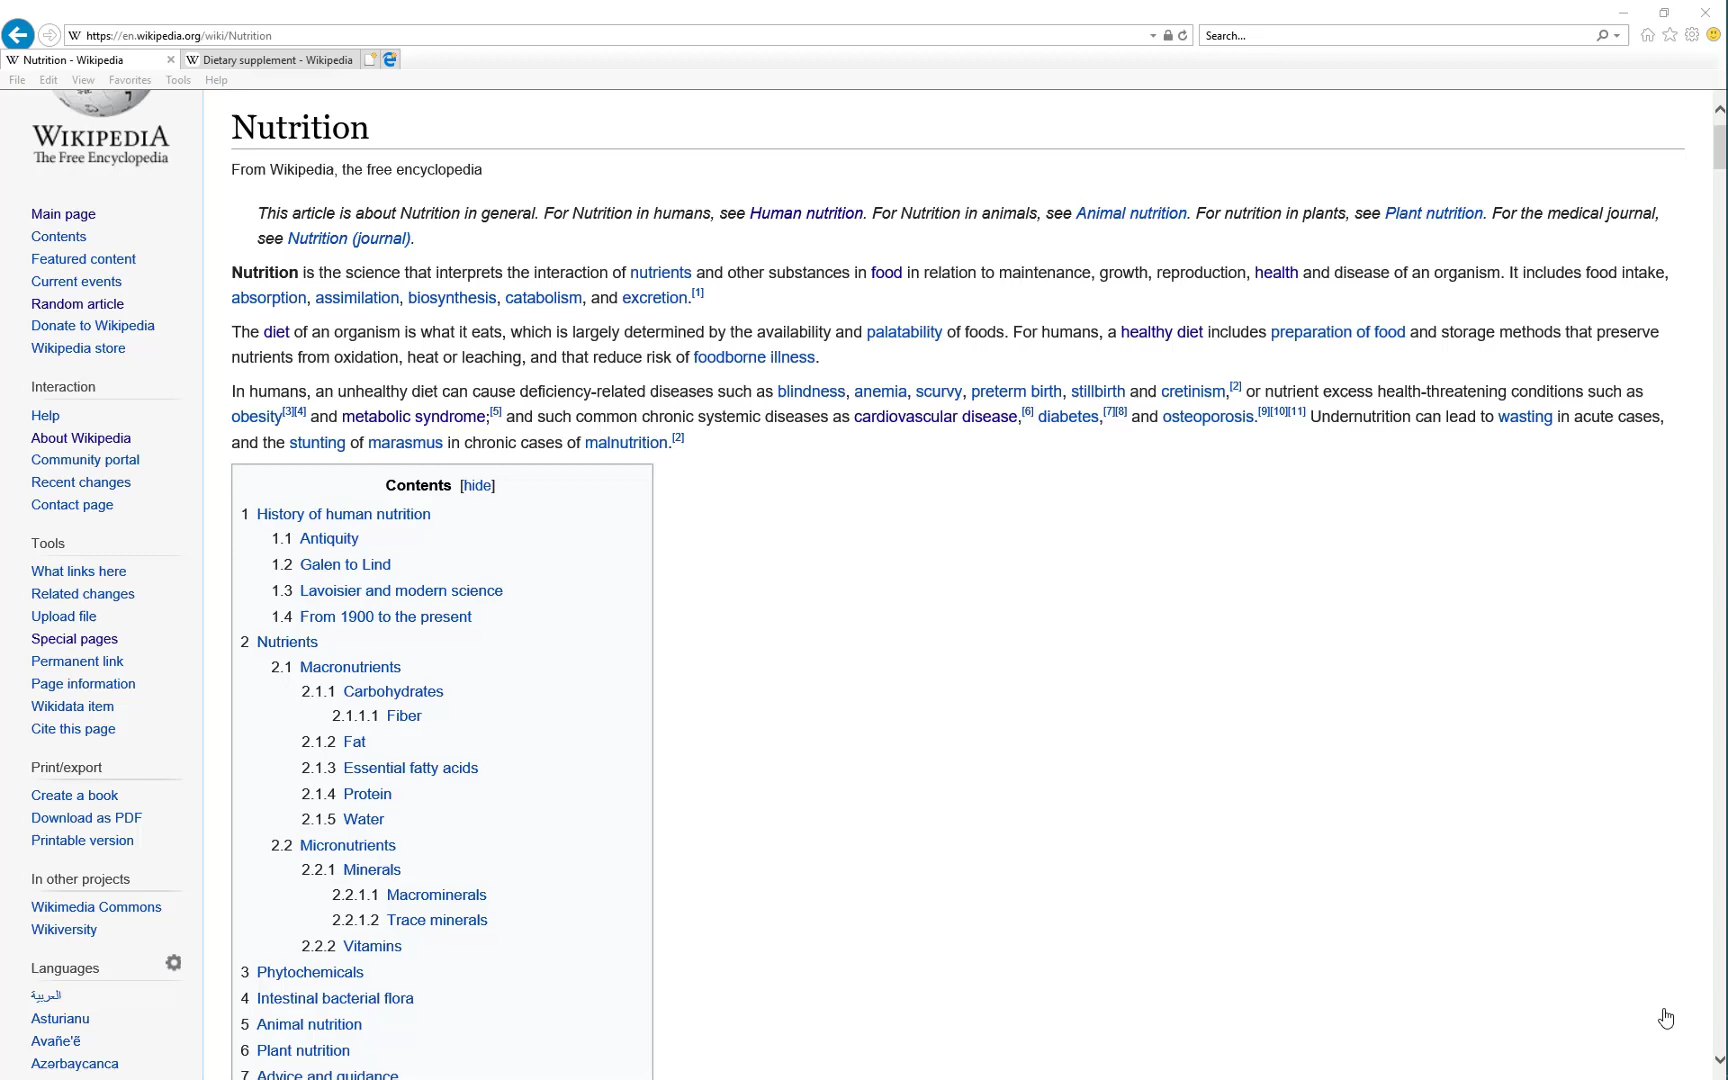 https://en.wikipedia.org/wiki/Nutrition
Search...
Nutrition - Wikipedia
Dietary supplement - Wikipedia
File Edit View Favorites Tools Help
WIKIPEDIA
The Free Encyclopedia
Main page
Contents
Featured content
Current events
Random article
Donate to Wikipedia
Wikipedia store
Interaction
Help
About Wikipedia
Community portal
Recent changes
Contact page
Tools
What links here
Related changes
Upload file
Special pages
Permanent link
Page information
Wikidata item
Cite this page
Print/export
Create a book
Download as PDF
Printable version
In other projects
Wikimedia Commons
Wikiversity
Languages
العربية
Asturianu
Avañe'ẽ
Azərbaycanca
Nutrition
From Wikipedia, the free encyclopedia
This article is about Nutrition in general. For Nutrition in humans, see Human nutrition. For Nutrition in animals, see Animal nutrition. For nutrition in plants, see Plant nutrition. For the medical journal,
see Nutrition (journal).
Nutrition is the science that interprets the interaction of nutrients and other substances in food in relation to maintenance, growth, reproduction, health and disease of an organism. It includes food intake,
absorption, assimilation, biosynthesis, catabolism, and excretion.[1]
The diet of an organism is what it eats, which is largely determined by the availability and palatability of foods. For humans, a healthy diet includes preparation of food and storage methods that preserve
nutrients from oxidation, heat or leaching, and that reduce risk of foodborne illness.
In humans, an unhealthy diet can cause deficiency-related diseases such as blindness, anemia, scurvy, preterm birth, stillbirth and cretinism,[2] or nutrient excess health-threatening conditions such as
obesity[3][4] and metabolic syndrome;[5] and such common chronic systemic diseases as cardiovascular disease,[6] diabetes,[7][8] and osteoporosis.[9][10][11] Undernutrition can lead to wasting in acute cases,
and the stunting of marasmus in chronic cases of malnutrition.[2]
Contents [hide]
1 History of human nutrition
1.1 Antiquity
1.2 Galen to Lind
1.3 Lavoisier and modern science
1.4 From 1900 to the present
2 Nutrients
2.1 Macronutrients
2.1.1 Carbohydrates
2.1.1.1 Fiber
2.1.2 Fat
2.1.3 Essential fatty acids
2.1.4 Protein
2.1.5 Water
2.2 Micronutrients
2.2.1 Minerals
2.2.1.1 Macrominerals
2.2.1.2 Trace minerals
2.2.2 Vitamins
3 Phytochemicals
4 Intestinal bacterial flora
5 Animal nutrition
6 Plant nutrition
7 Advice and guidance